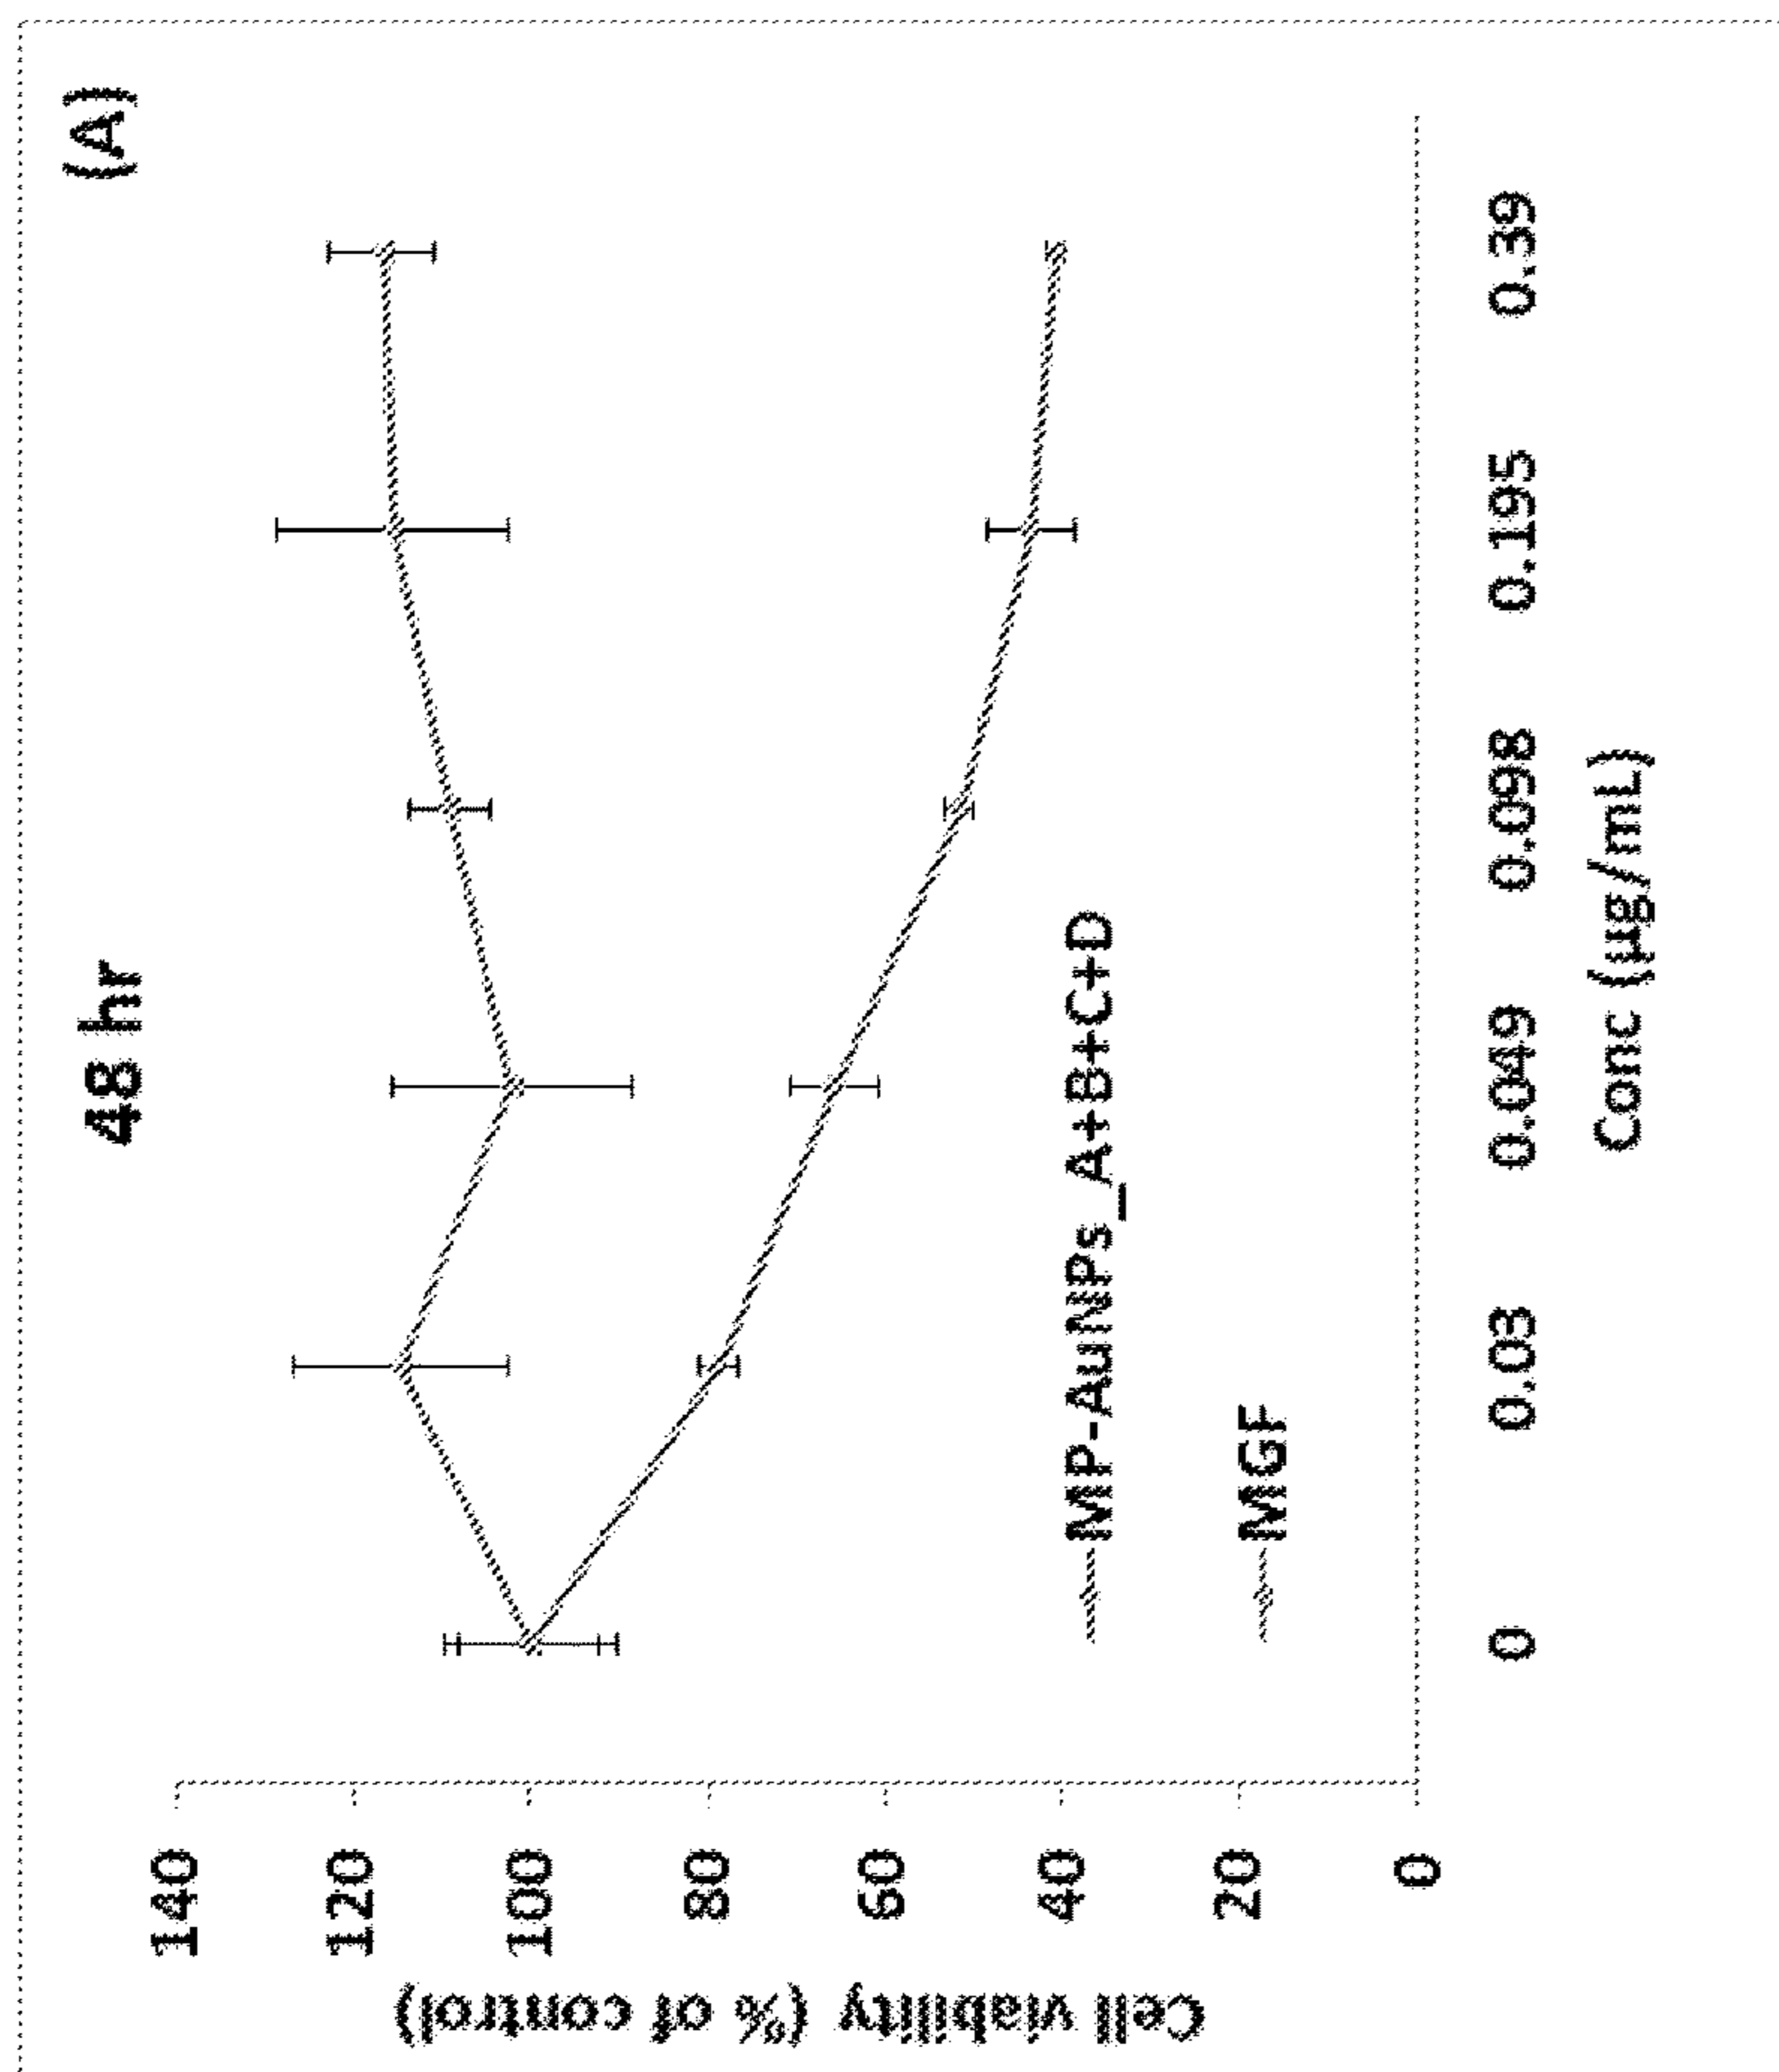 48 hr
(A)
Cell viability (% of control)
140
120
100
80
60
40
20
0
MP-AuNPs_A+B+C+D
MGF
0 0.03 0.049 0.098 0.195 0.39
Conc (µg/mL)